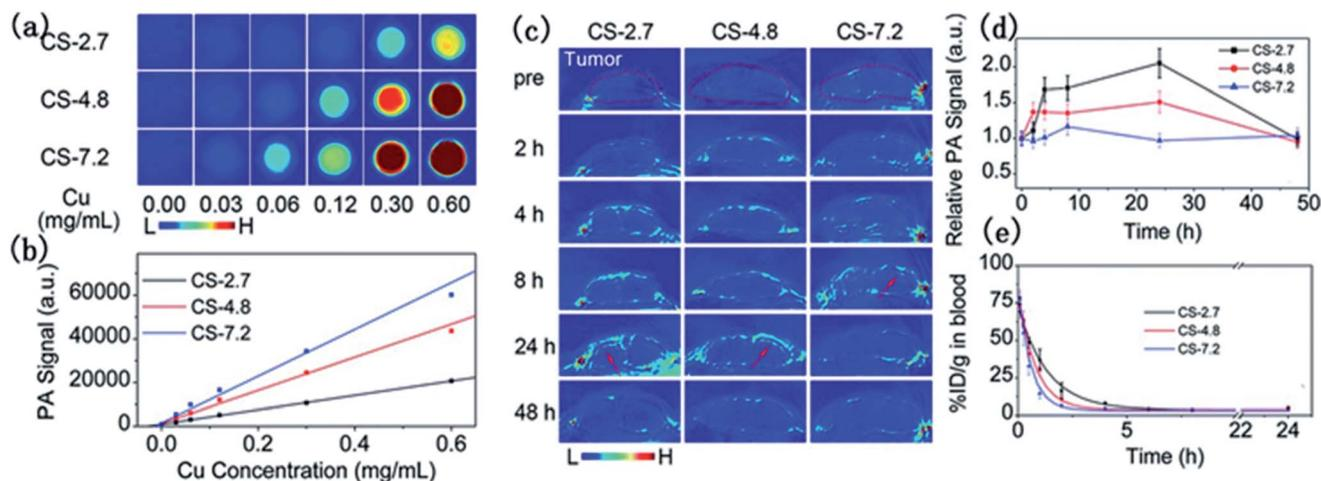 (a)
CS-2.7
CS-4.8
CS-7.2
Cu (mg/mL)
0.00 0.03 0.06 0.12 0.30 0.60
L H
(b)
PA Signal (a.u.)
60000
40000
20000
0
CS-2.7
CS-4.8
CS-7.2
0.0 0.2 0.4 0.6
Cu Concentration (mg/mL)
(c)
CS-2.7 CS-4.8 CS-7.2
Tumor
pre
2 h
4 h
8 h
24 h
48 h
L H
(d)
Relative PA Signal (a.u.)
2.0
1.5
1.0
0.5
CS-2.7
CS-4.8
CS-7.2
0 10 20 30 40 50
Time (h)
(e)
%ID/g in blood
100
75
50
25
0
CS-2.7
CS-4.8
CS-7.2
0 5 22 24
Time (h)